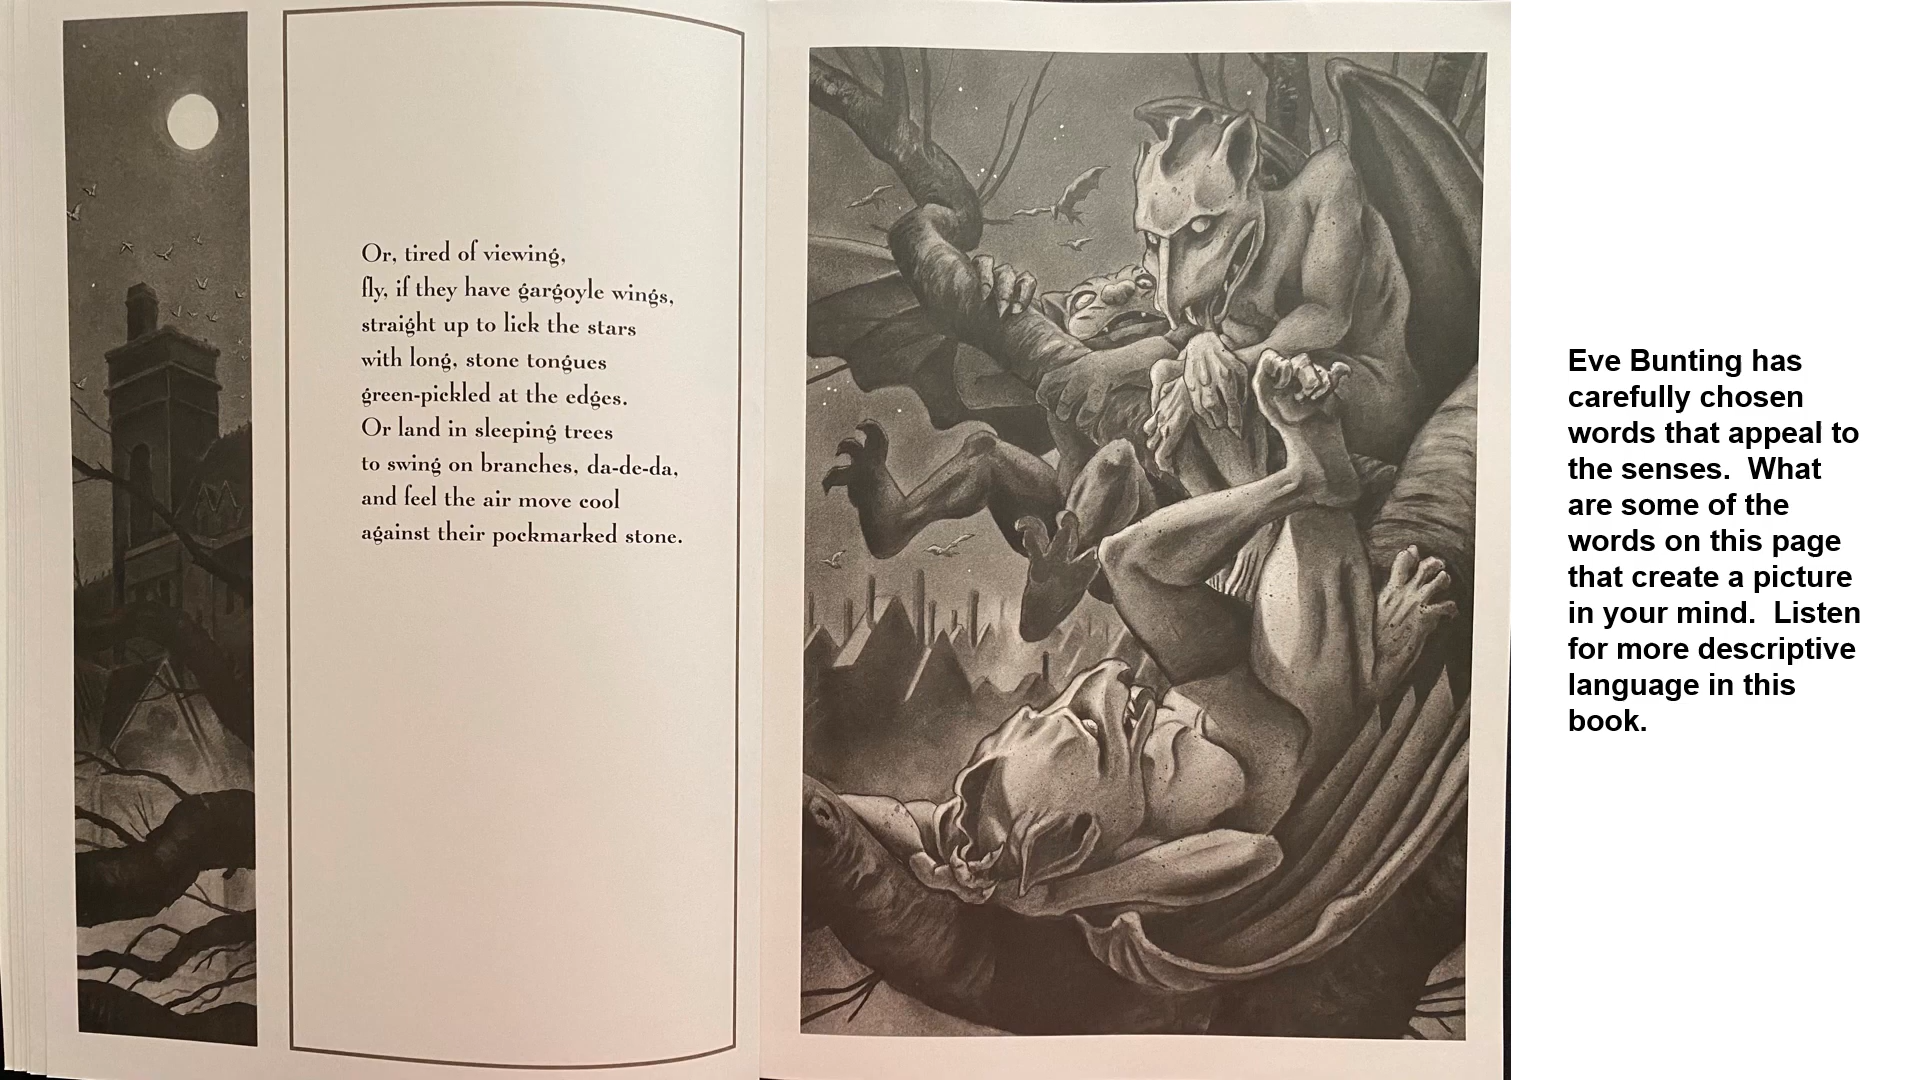 Or, tired of viewing,
fly, if they have gargoyle wings,
straight up to lick the stars
with long, stone tongues
green-pickled at the edges.
Or land in sleeping trees
to swing on branches, da-de-da,
and feel the air move cool
against their pockmarked stone.
Eve Bunting has
carefully chosen
words that appeal to
the senses.  What
are some of the
words on this page
that create a picture
in your mind.  Listen
for more descriptive
language in this
book.